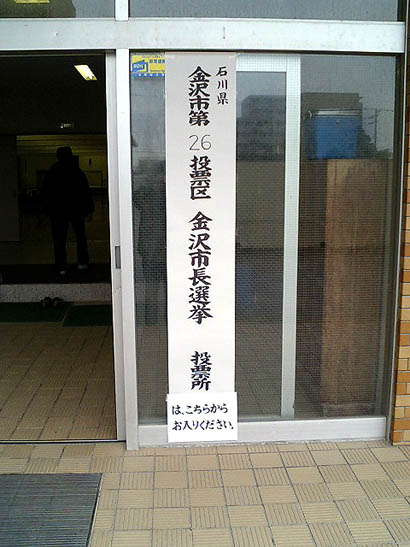 石川県
金沢市第26投票区 金沢市長選挙 投票所
は、こちらから
お入りください。